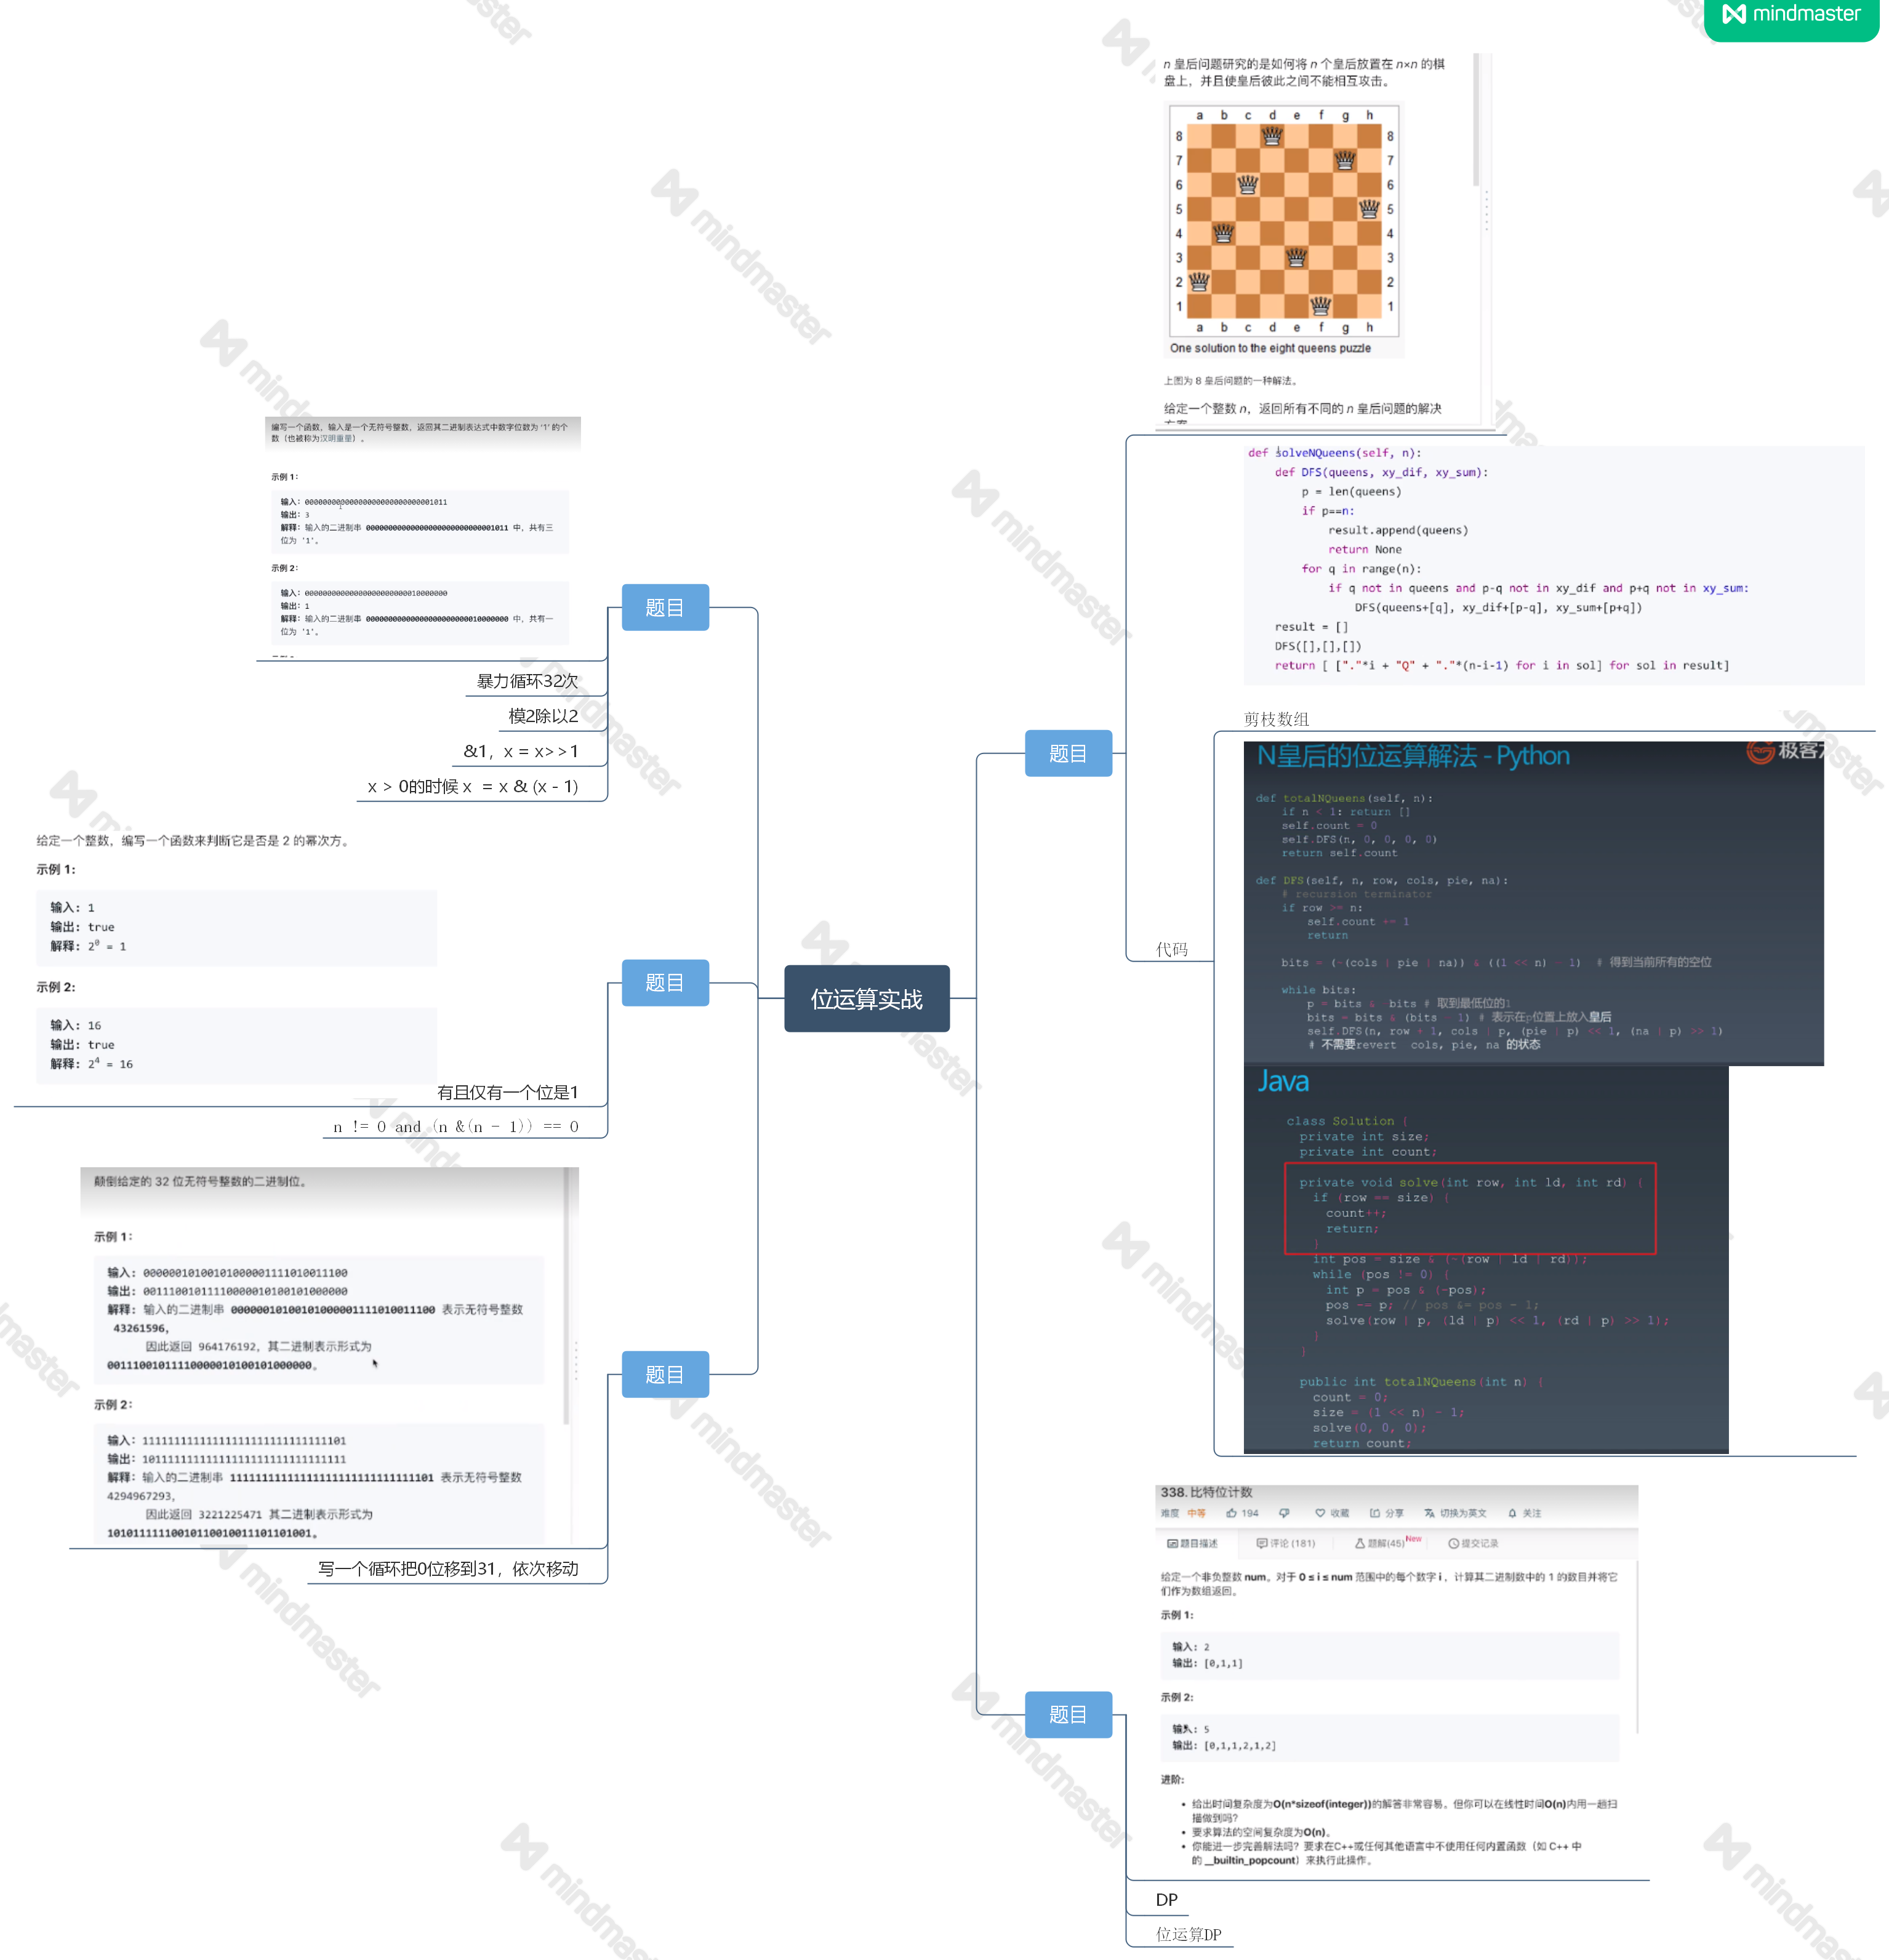 mindmaster
位运算实战
题目
编写一个函数，输入是一个无符号整数，返回其二进制表达式中数字位数为 '1' 的个
数（也被称为汉明重量）。
示例 1：
输入：00000000000000000000000000001011
输出：3
解释：输入的二进制串 00000000000000000000000000001011 中，共有三
位为 '1'。
示例 2：
输入：00000000000000000000000010000000
输出：1
解释：输入的二进制串 00000000000000000000000010000000 中，共有一
位为 '1'。
暴力循环32次
模2除以2
&1，x = x>>1
x > 0的时候 x = x & (x - 1)
题目
给定一个整数，编写一个函数来判断它是否是 2 的幂次方。
示例 1:
输入: 1
输出: true
解释: 2⁰ = 1
示例 2:
输入: 16
输出: true
解释: 2⁴ = 16
有且仅有一个位是1
n != 0 and (n &(n - 1)) == 0
题目
颠倒给定的 32 位无符号整数的二进制位。
示例 1：
输入: 00000010100101000001111010011100
输出: 00111001011110000010100101000000
解释: 输入的二进制串 00000010100101000001111010011100 表示无符号整数
43261596,
因此返回 964176192，其二进制表示形式为
00111001011110000010100101000000。
示例 2：
输入：11111111111111111111111111111101
输出：10111111111111111111111111111111
解释：输入的二进制串 11111111111111111111111111111101 表示无符号整数
4294967293,
因此返回 3221225471 其二进制表示形式为
10101111110010110010011101101001。
写一个循环把0位移到31，依次移动
题目
n 皇后问题研究的是如何将 n 个皇后放置在 n×n 的棋
盘上，并且使皇后彼此之间不能相互攻击。
a b c d e f g h
8 8
7 7
6 6
5 5
4 4
3 3
2 2
1 1
a b c d e f g h
One solution to the eight queens puzzle
上图为 8 皇后问题的一种解法。
给定一个整数 n，返回所有不同的 n 皇后问题的解决
代码
def solveNQueens(self, n):
def DFS(queens, xy_dif, xy_sum):
p = len(queens)
if p==n:
result.append(queens)
return None
for q in range(n):
if q not in queens and p-q not in xy_dif and p+q not in xy_sum:
DFS(queens+[q], xy_dif+[p-q], xy_sum+[p+q])
result = []
DFS([],[],[])
return [ ["."*i + "Q" + "."*(n-i-1) for i in sol] for sol in result]
剪枝数组
N皇后的位运算解法 - Python
极客
def totalNQueens(self, n):
if n < 1: return []
self.count = 0
self.DFS(n, 0, 0, 0, 0)
return self.count
def DFS(self, n, row, cols, pie, na):
# recursion terminator
if row >= n:
self.count += 1
return
bits = (~(cols | pie | na)) & ((1 << n) - 1) # 得到当前所有的空位
while bits:
p = bits & -bits # 取到最低位的1
bits = bits & (bits - 1) # 表示在p位置上放入皇后
self.DFS(n, row + 1, cols | p, (pie | p) << 1, (na | p) >> 1)
# 不需要revert cols, pie, na 的状态
Java
class Solution {
private int size;
private int count;
private void solve(int row, int ld, int rd) {
if (row == size) {
count++;
return;
}
int pos = size & (~(row | ld | rd));
while (pos != 0) {
int p = pos & (-pos);
pos -= p; // pos &= pos - 1;
solve(row | p, (ld | p) << 1, (rd | p) >> 1);
}
}
public int totalNQueens(int n) {
count = 0;
size = (1 << n) - 1;
solve(0, 0, 0);
return count;
题目
338. 比特位计数
难度 中等 194 收藏 分享 切换为英文 关注
题目描述 评论 (181) 题解(45) New 提交记录
给定一个非负整数 num。对于 0 ≤ i ≤ num 范围中的每个数字 i，计算其二进制数中的 1 的数目并将它
们作为数组返回。
示例 1:
输入: 2
输出: [0,1,1]
示例 2:
输入: 5
输出: [0,1,1,2,1,2]
进阶:
• 给出时间复杂度为O(n*sizeof(integer))的解答非常容易。但你可以在线性时间O(n)内用一趟扫
描做到吗？
• 要求算法的空间复杂度为O(n)。
• 你能进一步完善解法吗？要求在C++或任何其他语言中不使用任何内置函数（如 C++ 中
的 __builtin_popcount）来执行此操作。
DP
位运算DP